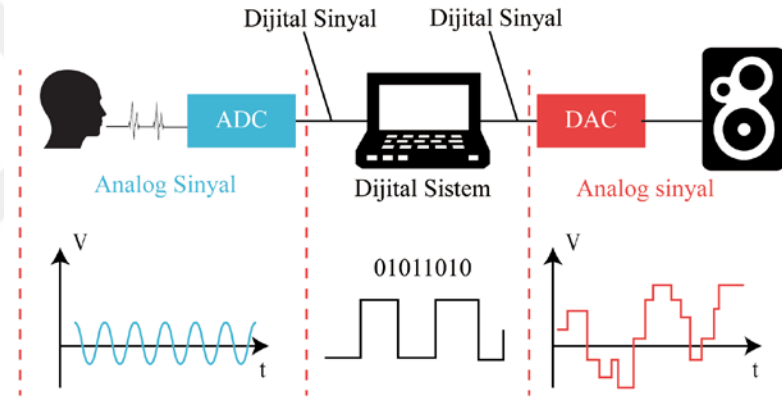 Dijital Sinyal
Dijital Sinyal
ADC
DAC
Analog Sinyal
Dijital Sistem
Analog sinyal
V
01011010
V
t
t